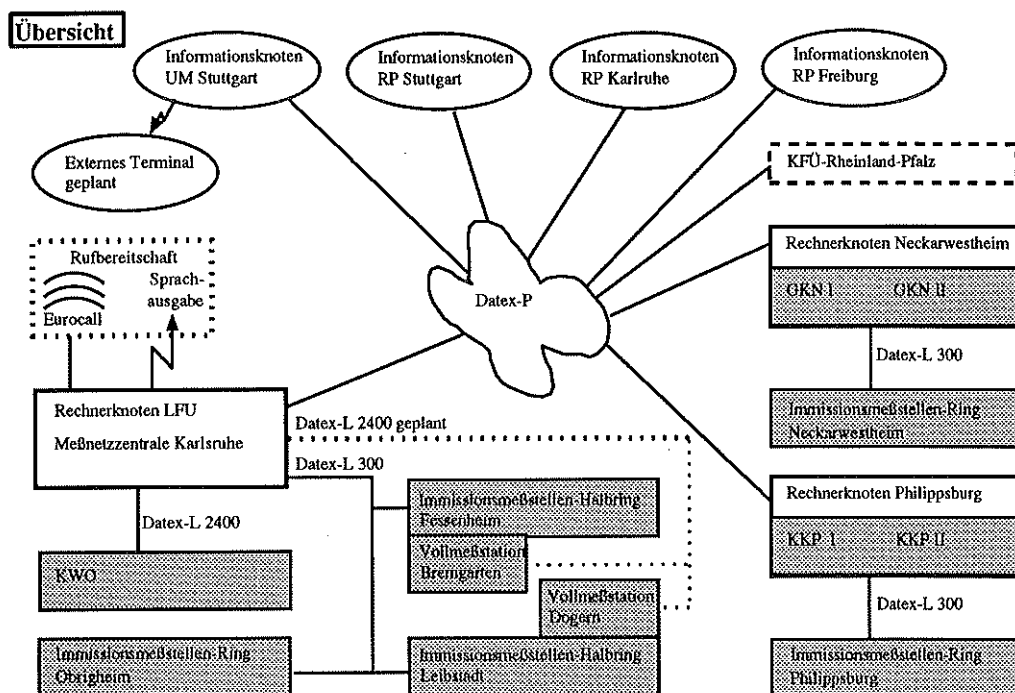 Übersicht
Informationsknoten
UM Stuttgart
Informationsknoten
RP Stuttgart
Informationsknoten
RP Karlsruhe
Informationsknoten
RP Freiburg
Externes Terminal
geplant
KFÜ-Rheinland-Pfalz
Rufbereitschaft
Sprach-
ausgabe
Eurocall
Datex-P
Rechnerknoten Neckarwestheim
GKN I GKN II
Datex-L 300
Immissionsmeßstellen-Ring
Neckarwestheim
Rechnerknoten LFU
Meßnetzzentrale Karlsruhe
Datex-L 2400 geplant
Datex-L 300
Datex-L 2400
KWO
Immissionsmeßstellen-Ring
Obrigheim
Immissionsmeßstellen-Halbring
Fessenheim
Vollmeßstation
Bremgarten
Vollmeßstation
Dogern
Immissionsmeßstellen-Halbring
Leibstadt
Rechnerknoten Philippsburg
KKP I KKP II
Datex-L 300
Immissionsmeßstellen-Ring
Philippsburg